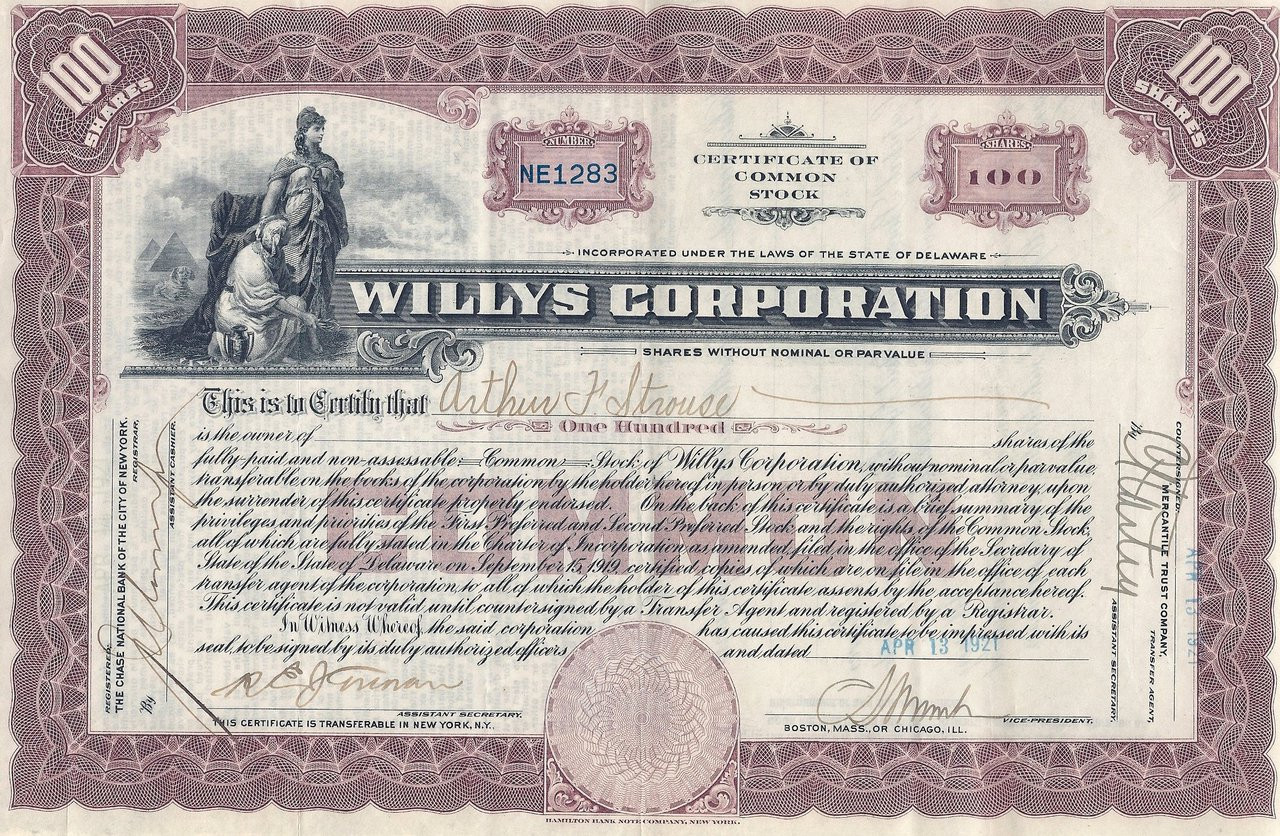 100
SHARES
100
SHARES
NUMBER
NE1283
CERTIFICATE OF
COMMON
STOCK
SHARES
100
INCORPORATED UNDER THE LAWS OF THE STATE OF DELAWARE
WILLYS CORPORATION
SHARES WITHOUT NOMINAL OR PAR VALUE
This is to Certify that Arthur F. Strouse
One Hundred
is the owner of shares of the
fully-paid and non-assessable Common Stock of Willys Corporation, without nominal or par value,
transferable on the books of the corporation by the holder hereof in person or by duly authorized attorney, upon
the surrender of this certificate properly endorsed. On the back of this certificate is a brief summary of the
privileges and priorities of the First Preferred and Second Preferred Stock and the rights of the Common Stock,
all of which are fully stated in the Charter of Incorporation as amended, filed in the office of the Secretary of
State of the State of Delaware on September 15, 1919, certified copies of which are on file in the office of each
transfer agent of the corporation, to all of which the holder of this certificate assents by the acceptance hereof.
This certificate is not valid until countersigned by a Transfer Agent and registered by a Registrar.
In Witness Whereof, the said corporation has caused this certificate to be impressed with its
seal, to be signed by its duly authorized officers and, dated APR 13 1921
COMMON
ASSISTANT SECRETARY.
VICE-PRESIDENT.
THIS CERTIFICATE IS TRANSFERABLE IN NEW YORK, N.Y.,
BOSTON, MASS., OR CHICAGO, ILL.
REGISTERED:
THE CHASE NATIONAL BANK OF THE CITY OF NEW YORK.
REGISTRAR,
By
ASSISTANT CASHIER.
COUNTERSIGNED:
MERCANTILE TRUST COMPANY,
TRANSFER AGENT,
By
ASSISTANT SECRETARY.
APR 13 1921
HAMILTON BANK NOTE COMPANY, NEW YORK.